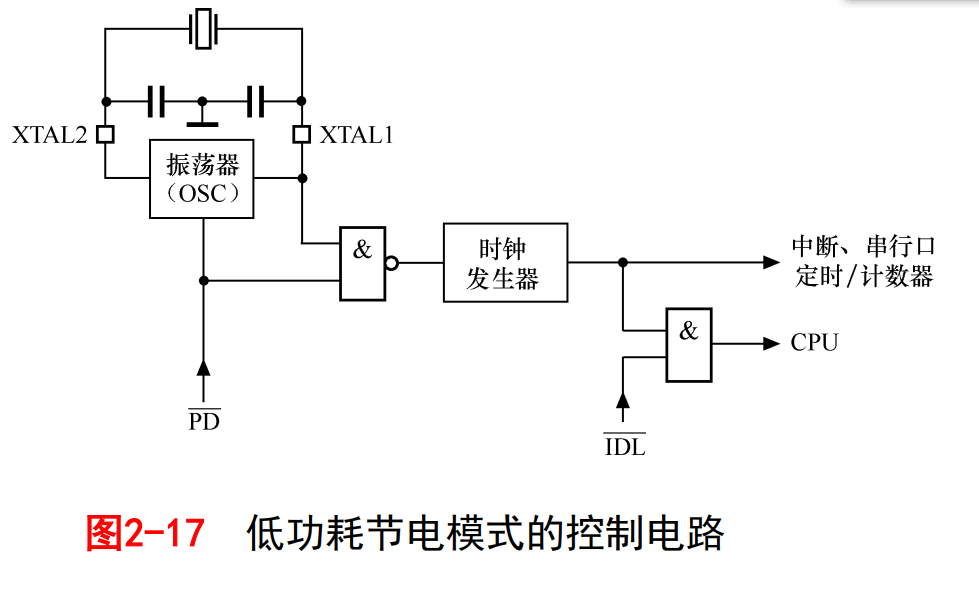 XTAL2
XTAL1
振荡器
（OSC）
&
时钟
发生器
中断、串行口
定时/计数器
&
CPU
PD
IDL
图2-17 低功耗节电模式的控制电路